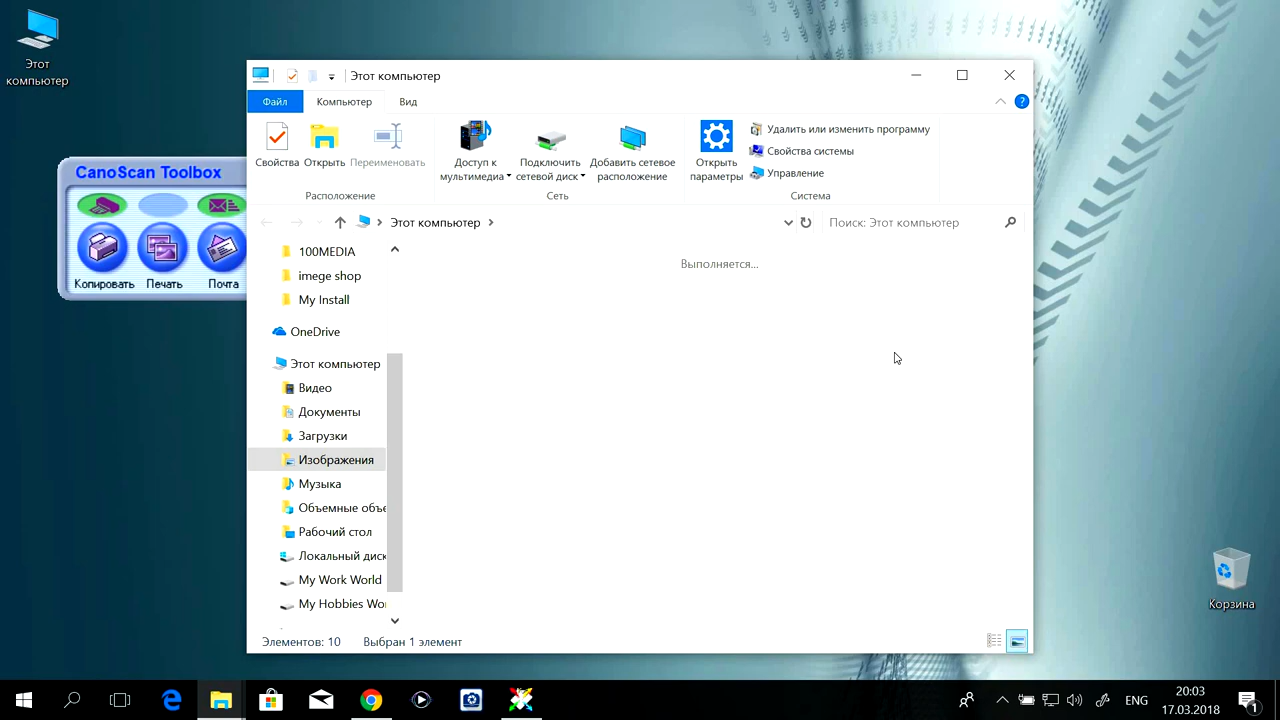 Этот
компьютер
CanoScan Toolbox
Копировать Печать Почта
Этот компьютер
Файл Компьютер Вид
Свойства Открыть Переименовать
Расположение
Доступ к мультимедиа
Подключить сетевой диск
Добавить сетевое расположение
Сеть
Открыть параметры
Удалить или изменить программу
Свойства системы
Управление
Система
Этот компьютер
Поиск: Этот компьютер
100MEDIA
imege shop
My Install
OneDrive
Этот компьютер
Видео
Документы
Загрузки
Изображения
Музыка
Объемные объе
Рабочий стол
Локальный диск
My Work World
My Hobbies Wor
Выполняется...
Элементов: 10 Выбран 1 элемент
Корзина
ENG
20:03
17.03.2018
1